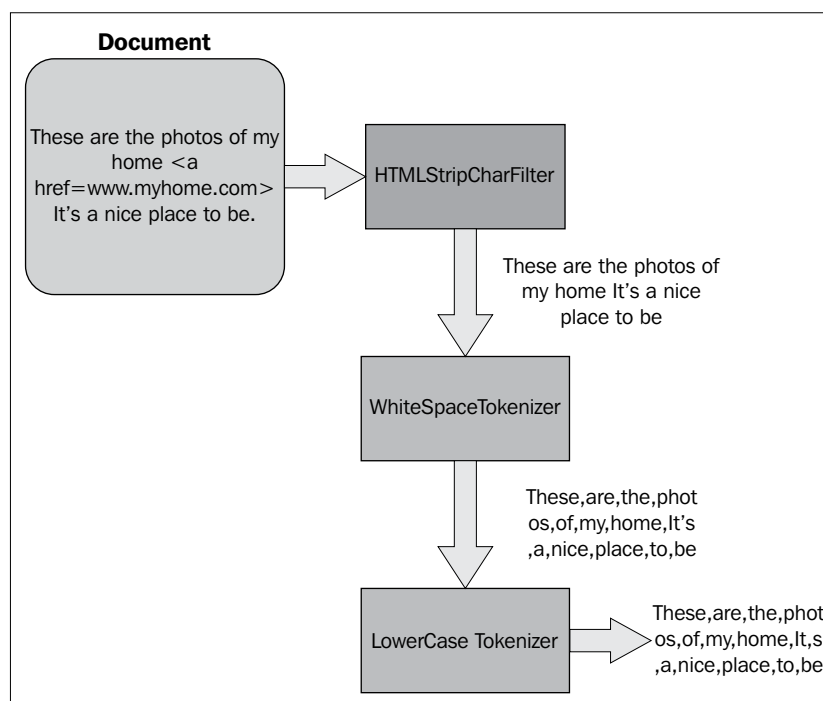 Document
These are the photos of my
home <a
href=www.myhome.com>
It's a nice place to be.
HTMLStripCharFilter
These are the photos of
my home It's a nice
place to be
WhiteSpaceTokenizer
These,are,the,phot
os,of,my,home,It's
,a,nice,place,to,be
LowerCase Tokenizer
These,are,the,phot
os,of,my,home,It,s
,a,nice,place,to,be